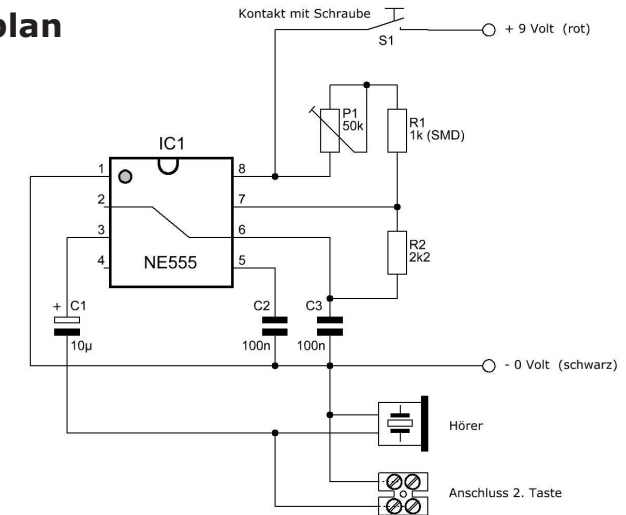 plan
Kontakt mit Schraube
S1
+ 9 Volt (rot)
P1
50k
R1
1k (SMD)
IC1
1
8
2
7
3
6
4
5
NE555
R2
2k2
+ C1
10µ
C2
100n
C3
100n
- 0 Volt (schwarz)
Hörer
Anschluss 2. Taste